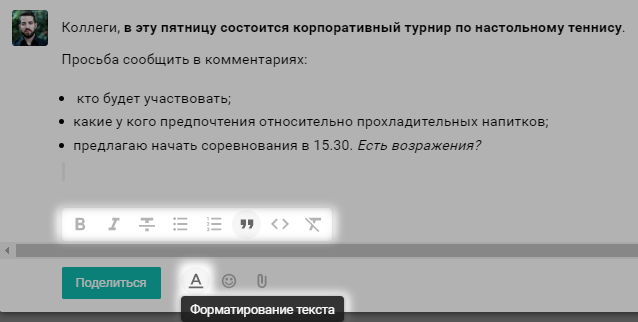 Коллеги, в эту пятницу состоится корпоративный турнир по настольному теннису.
Просьба сообщить в комментариях:
• кто будет участвовать;
• какие у кого предпочтения относительно прохладительных напитков;
• предлагаю начать соревнования в 15.30. Есть возражения?
Поделиться
Форматирование текста